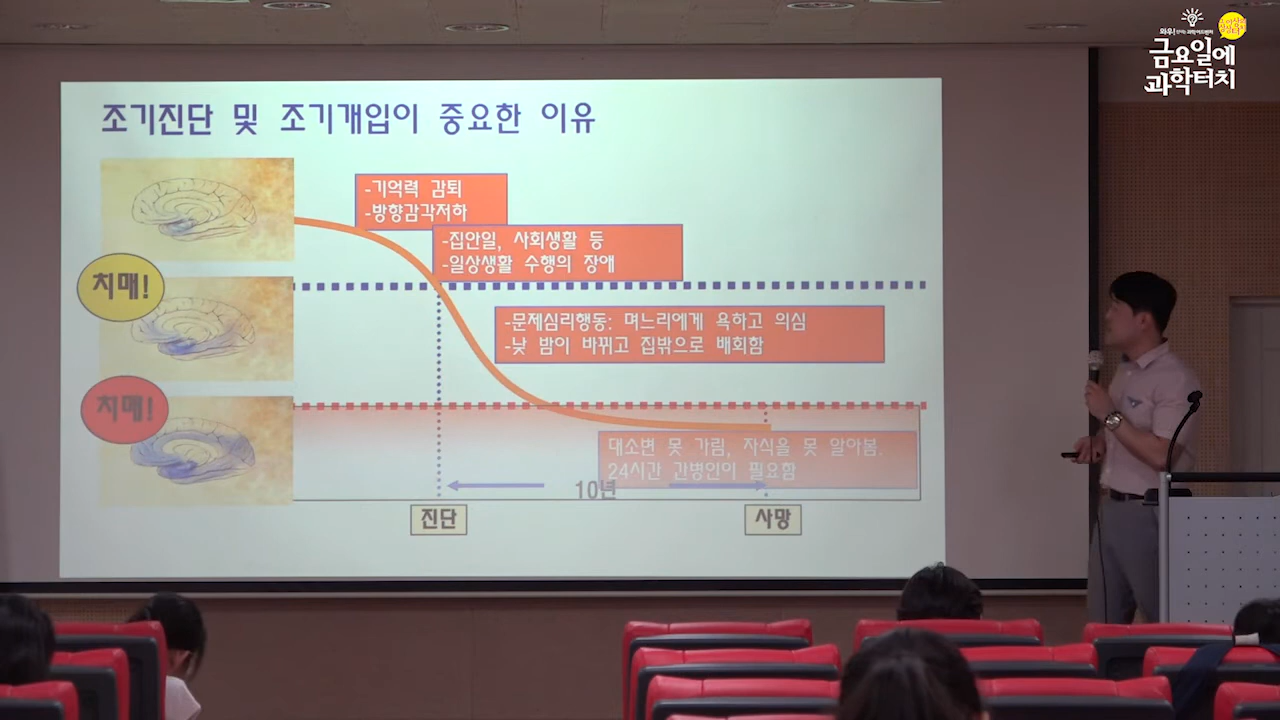 와우!
금요일에
과학터치
조기진단 및 조기개입이 중요한 이유
-기억력 감퇴
-방향감각저하
-집안일, 사회생활 등
-일상생활 수행의 장애
치매!
-문제심리행동: 며느리에게 욕하고 의심
-낮 밤이 바뀌고 집밖으로 배회함
치매!
대소변 못 가림, 자식을 못 알아봄.
24시간 간병인이 필요함
10년
진단
사망